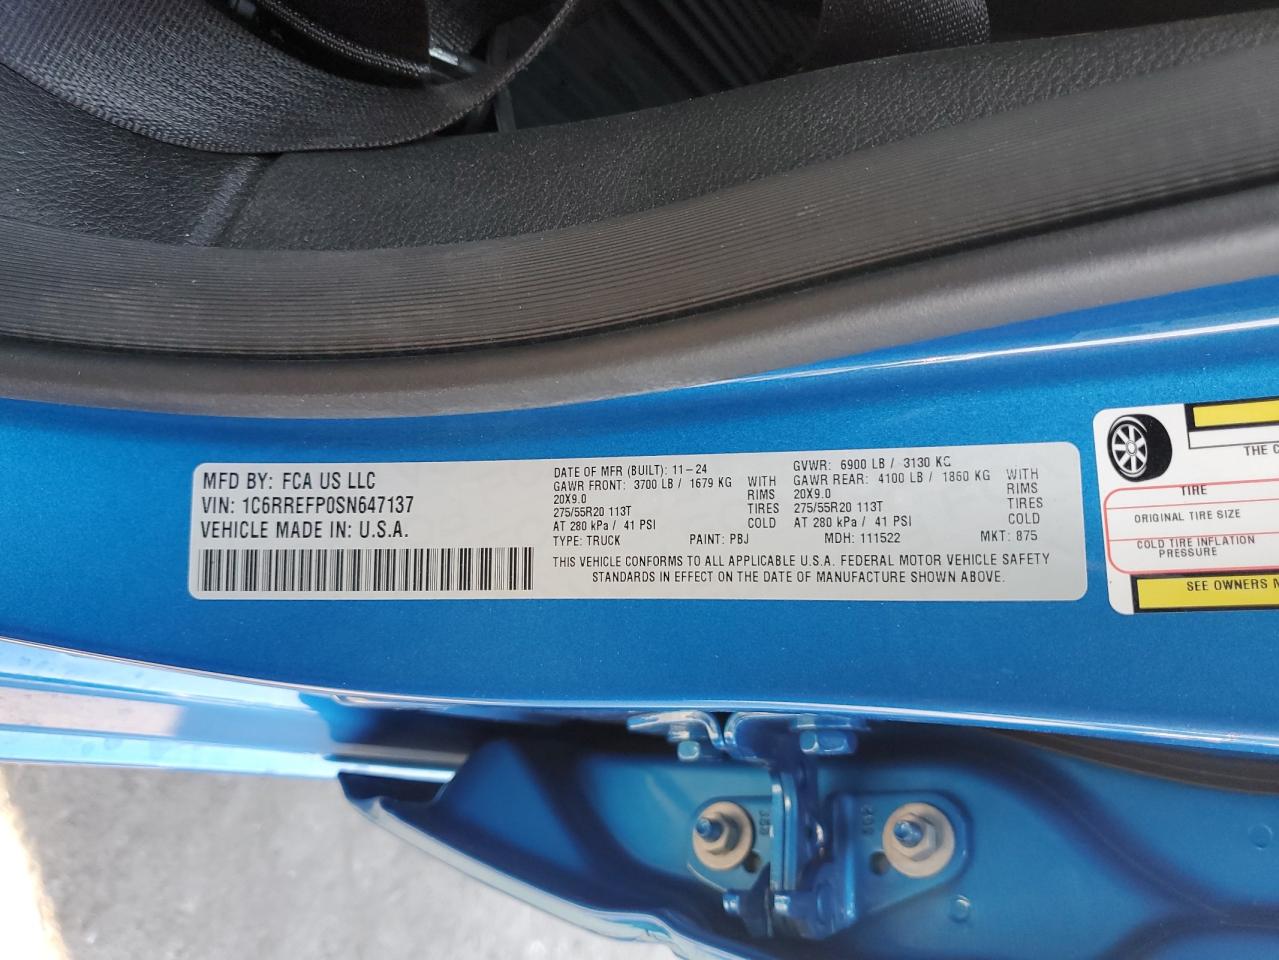 MFD BY: FCA US LLC
VIN: 1C6RREFP0SN647137
VEHICLE MADE IN: U.S.A.
DATE OF MFR (BUILT): 11-24
GAWR FRONT: 3700 LB / 1679 KG WITH
20X9.0 RIMS
275/55R20 113T TIRES
AT 280 kPa / 41 PSI COLD
TYPE: TRUCK PAINT: PBJ
GVWR: 6900 LB / 3130 KG
GAWR REAR: 4100 LB / 1860 KG WITH
20X9.0 RIMS
275/55R20 113T TIRES
AT 280 kPa / 41 PSI COLD
MDH: 111522 MKT: 875
THIS VEHICLE CONFORMS TO ALL APPLICABLE U.S.A. FEDERAL MOTOR VEHICLE SAFETY
STANDARDS IN EFFECT ON THE DATE OF MANUFACTURE SHOWN ABOVE.
THE C
TIRE
ORIGINAL TIRE SIZE
COLD TIRE INFLATION
PRESSURE
SEE OWNERS